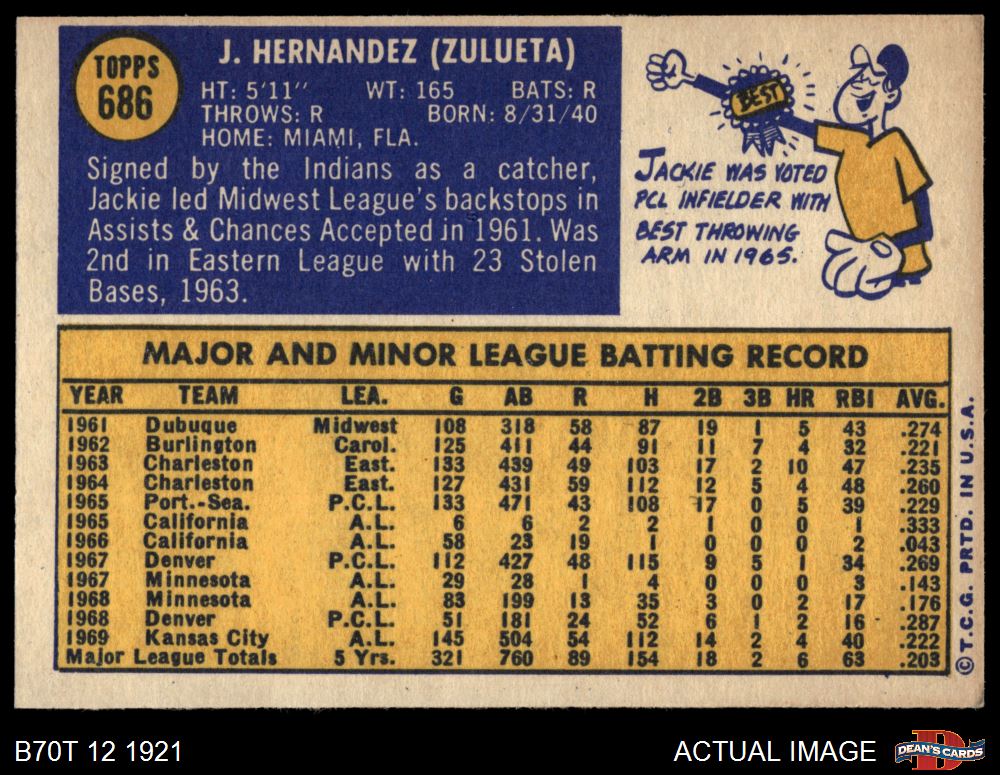 TOPPS
686
J. HERNANDEZ (ZULUETA)
HT: 5'11" WT: 165 BATS: R
THROWS: R BORN: 8/31/40
HOME: MIAMI, FLA.
Signed by the Indians as a catcher,
Jackie led Midwest League's backstops in
Assists & Chances Accepted in 1961. Was
2nd in Eastern League with 23 Stolen
Bases, 1963.
BEST
JACKIE WAS VOTED
PCL INFIELDER WITH
BEST THROWING
ARM IN 1965.
MAJOR AND MINOR LEAGUE BATTING RECORD
YEAR TEAM LEA. G AB R H 2B 3B HR RBI AVG.
1961 Dubuque Midwest 108 318 58 87 19 1 5 43 .274
1962 Burlington Carol. 125 411 44 91 11 7 4 32 .221
1963 Charleston East. 133 439 49 103 17 2 10 47 .235
1964 Charleston East. 127 431 59 112 12 5 4 48 .260
1965 Port.-Sea. P.C.L. 133 471 43 108 17 0 5 39 .229
1965 California A.L. 6 6 2 2 1 0 0 1 .333
1966 California A.L. 58 23 19 1 0 0 0 2 .043
1967 Denver P.C.L. 112 427 48 115 9 5 1 34 .269
1967 Minnesota A.L. 29 28 1 4 0 0 0 3 .143
1968 Minnesota A.L. 83 199 13 35 3 0 2 17 .176
1968 Denver P.C.L. 51 181 24 52 6 1 2 16 .287
1969 Kansas City A.L. 145 504 54 112 14 2 4 40 .222
Major League Totals 5 Yrs. 321 760 89 154 18 2 6 63 .203
© T.C.G. PRTD. IN U.S.A.
B70T 12 1921
ACTUAL IMAGE
DEAN'S CARDS